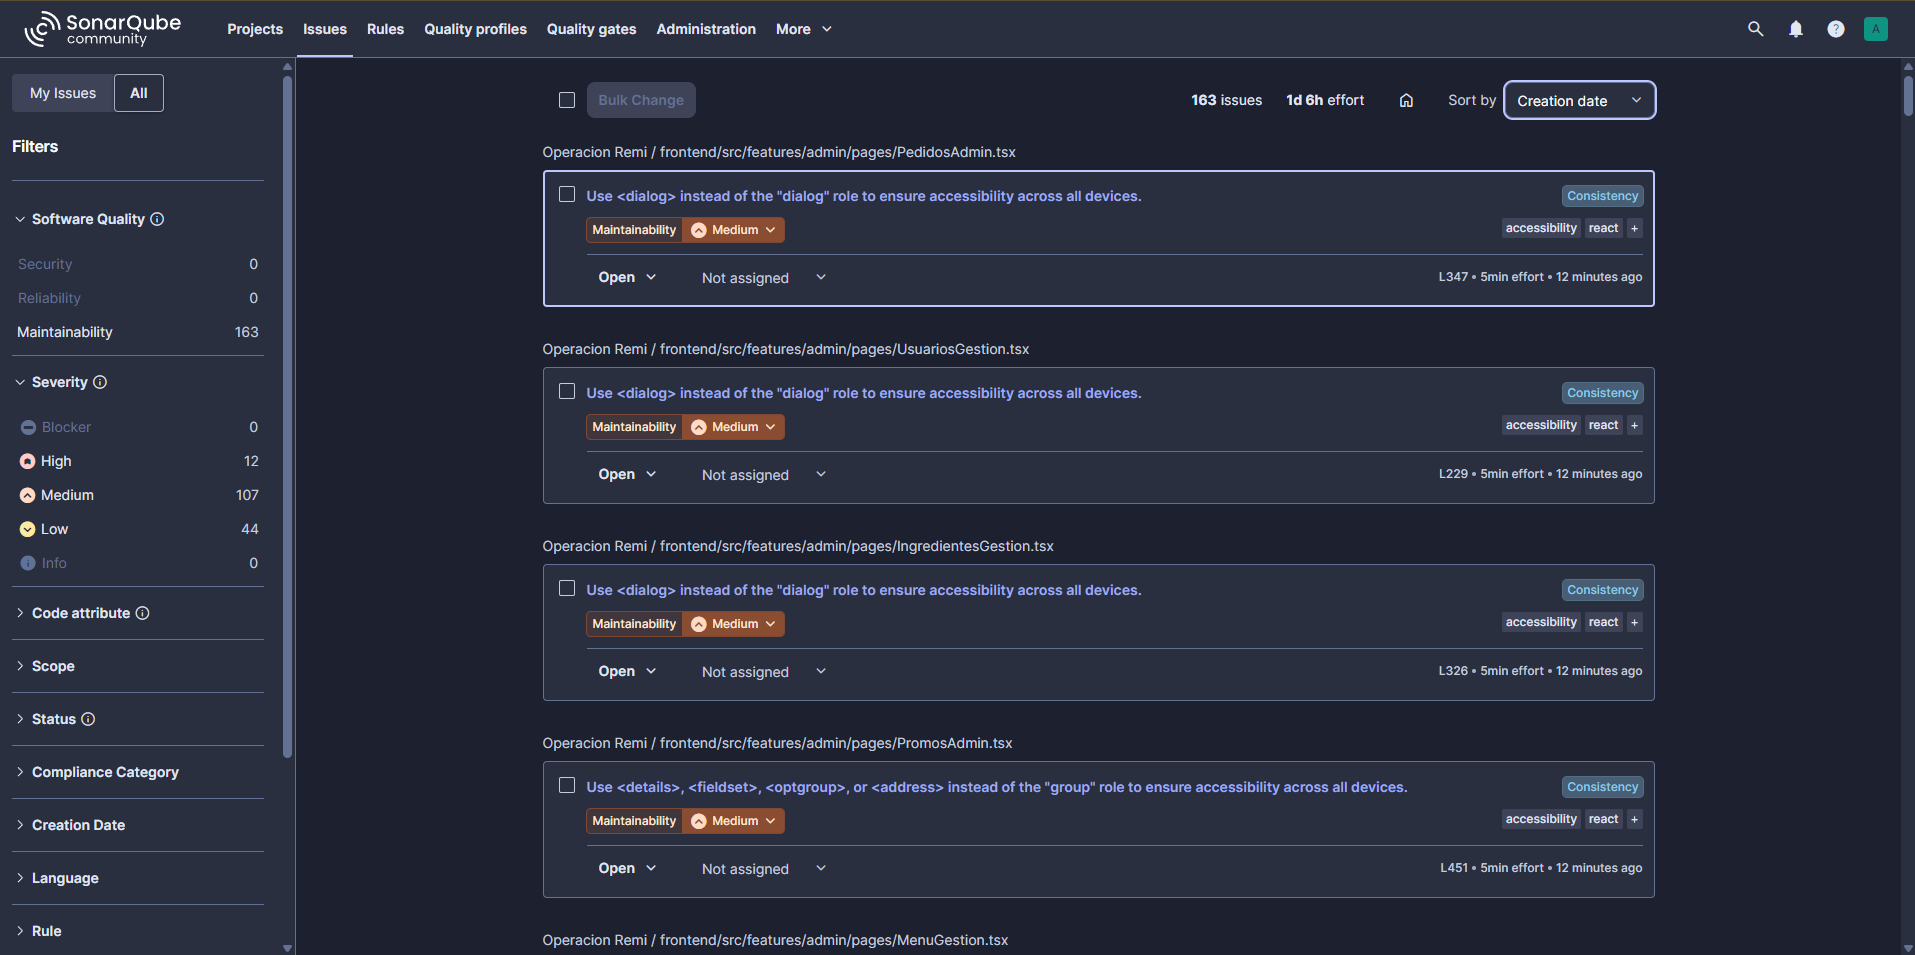 SonarQube
community
Projects Issues Rules Quality profiles Quality gates Administration More
? A
My Issues All
Filters
Software Quality
Security 0
Reliability 0
Maintainability 163
Severity
Blocker 0
High 12
Medium 107
Low 44
Info 0
Code attribute
Scope
Status
Compliance Category
Creation Date
Language
Rule
Bulk Change
163 issues 1d 6h effort Sort by Creation date
Operacion Remi / frontend/src/features/admin/pages/PedidosAdmin.tsx
Use <dialog> instead of the "dialog" role to ensure accessibility across all devices. Consistency
Maintainability Medium accessibility react +
Open Not assigned L347 • 5min effort • 12 minutes ago
Operacion Remi / frontend/src/features/admin/pages/UsuariosGestion.tsx
Use <dialog> instead of the "dialog" role to ensure accessibility across all devices. Consistency
Maintainability Medium accessibility react +
Open Not assigned L229 • 5min effort • 12 minutes ago
Operacion Remi / frontend/src/features/admin/pages/IngredientesGestion.tsx
Use <dialog> instead of the "dialog" role to ensure accessibility across all devices. Consistency
Maintainability Medium accessibility react +
Open Not assigned L326 • 5min effort • 12 minutes ago
Operacion Remi / frontend/src/features/admin/pages/PromosAdmin.tsx
Use <details>, <fieldset>, <optgroup>, or <address> instead of the "group" role to ensure accessibility across all devices. Consistency
Maintainability Medium accessibility react +
Open Not assigned L451 • 5min effort • 12 minutes ago
Operacion Remi / frontend/src/features/admin/pages/MenuGestion.tsx